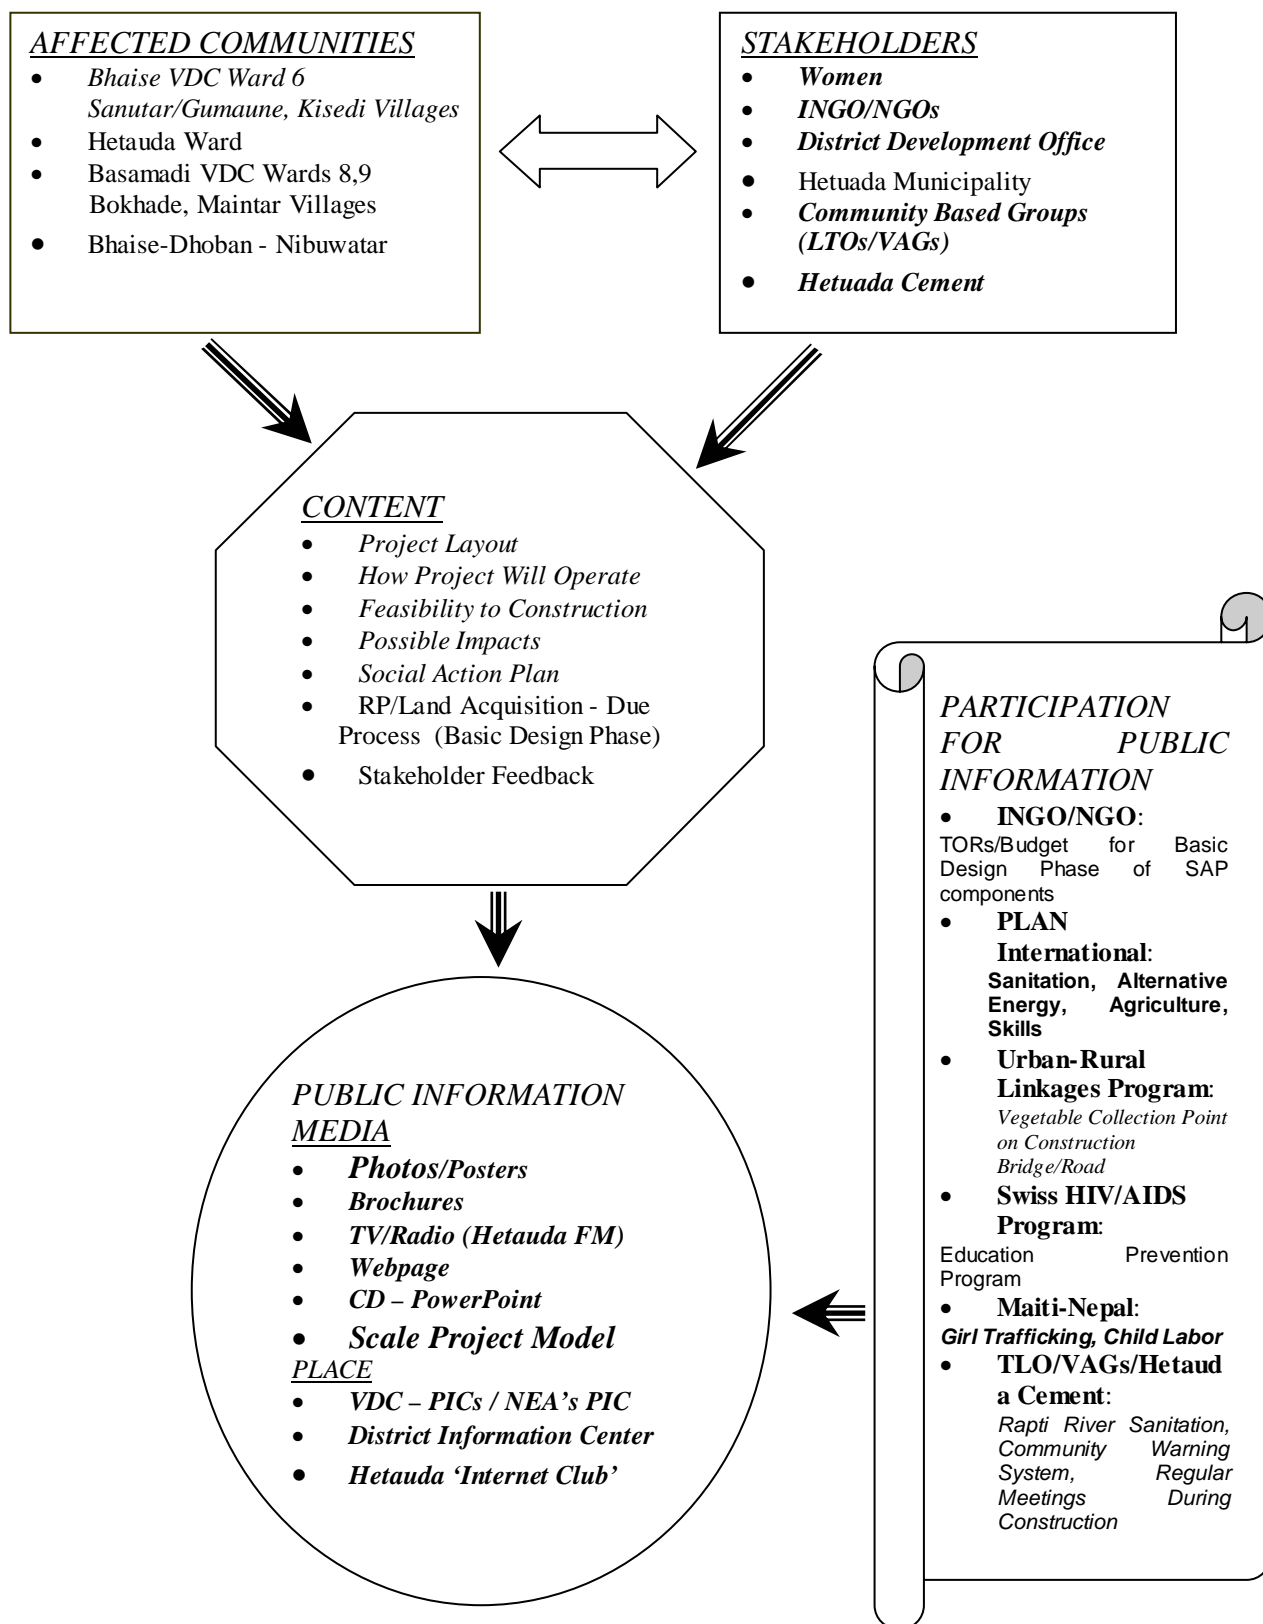 AFFECTED COMMUNITIES
• Bhaise VDC Ward 6
Sanutar/Gumaune, Kisedi Villages
• Hetauda Ward
• Basamadi VDC Wards 8,9
Bokhade, Maintar Villages
• Bhaise-Dhoban - Nibuwatar
STAKEHOLDERS
• Women
• INGO/NGOs
• District Development Office
• Hetuada Municipality
• Community Based Groups
(LTOs/VAGs)
• Hetuada Cement
CONTENT
• Project Layout
• How Project Will Operate
• Feasibility to Construction
• Possible Impacts
• Social Action Plan
• RP/Land Acquisition - Due
Process (Basic Design Phase)
• Stakeholder Feedback
PUBLIC INFORMATION
MEDIA
• Photos/Posters
• Brochures
• TV/Radio (Hetauda FM)
• Webpage
• CD – PowerPoint
• Scale Project Model
PLACE
• VDC – PICs / NEA's PIC
• District Information Center
• Hetauda 'Internet Club'
PARTICIPATION
FOR PUBLIC
INFORMATION
• INGO/NGO:
TORs/Budget for Basic
Design Phase of SAP
components
• PLAN
International:
Sanitation, Alternative
Energy, Agriculture,
Skills
• Urban-Rural
Linkages Program:
Vegetable Collection Point
on Construction
Bridge/Road
• Swiss HIV/AIDS
Program:
Education Prevention
Program
• Maiti-Nepal:
Girl Trafficking, Child Labor
• TLO/VAGs/Hetaud
a Cement:
Rapti River Sanitation,
Community Warning
System, Regular
Meetings During
Construction